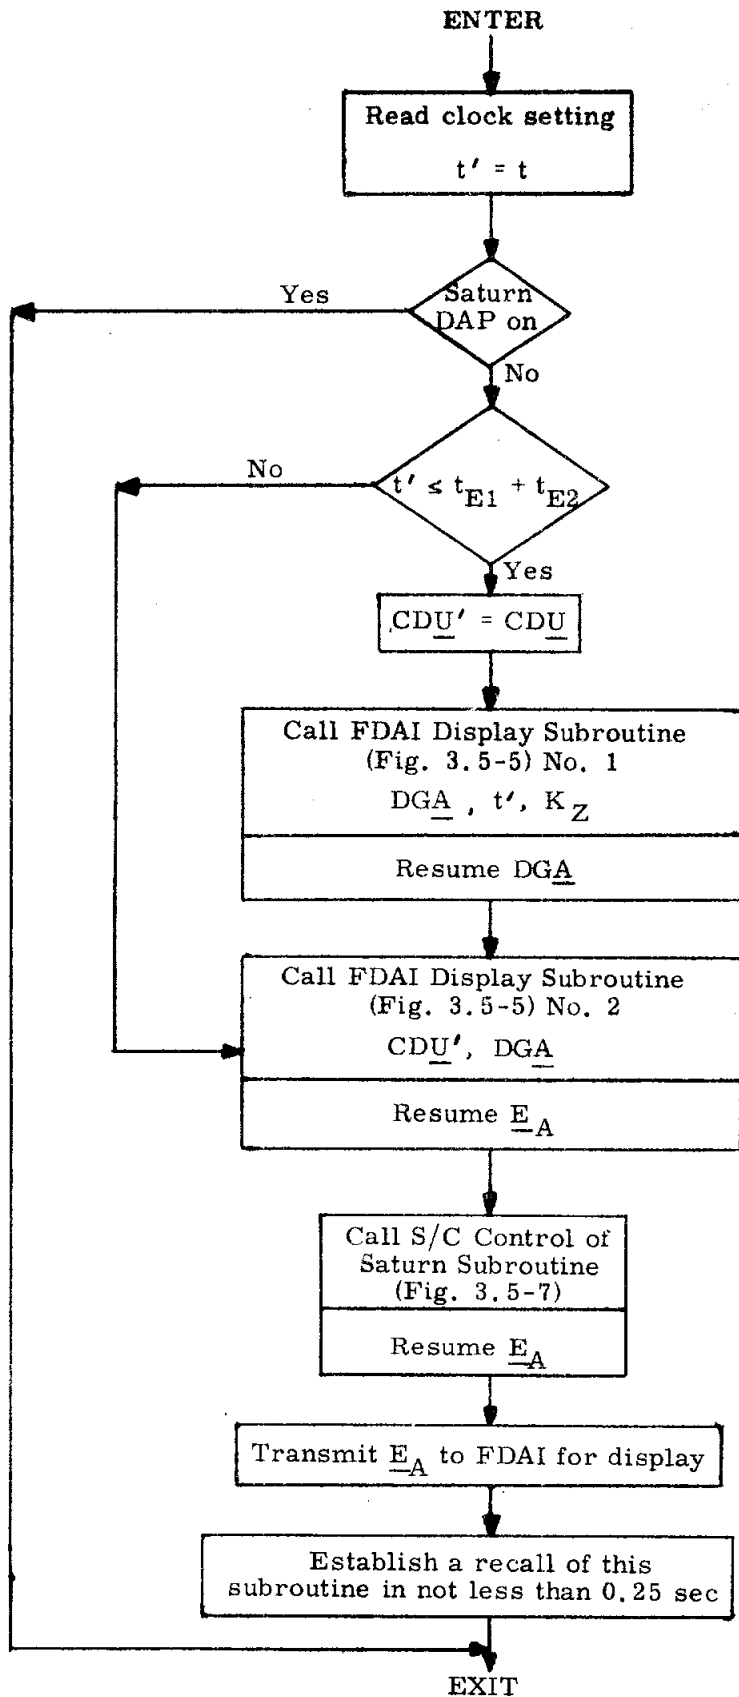 ENTER
Read clock setting
t' = t
Yes
Saturn
DAP on
No
No
t' ≤ tE1 + tE2
Yes
CDU' = CDU
Call FDAI Display Subroutine
(Fig. 3.5-5) No. 1
DGA , t', KZ
Resume DGA
Call FDAI Display Subroutine
(Fig. 3.5-5) No. 2
CDU', DGA
Resume EA
Call S/C Control of
Saturn Subroutine
(Fig. 3.5-7)
Resume EA
Transmit EA to FDAI for display
Establish a recall of this
subroutine in not less than 0.25 sec
EXIT